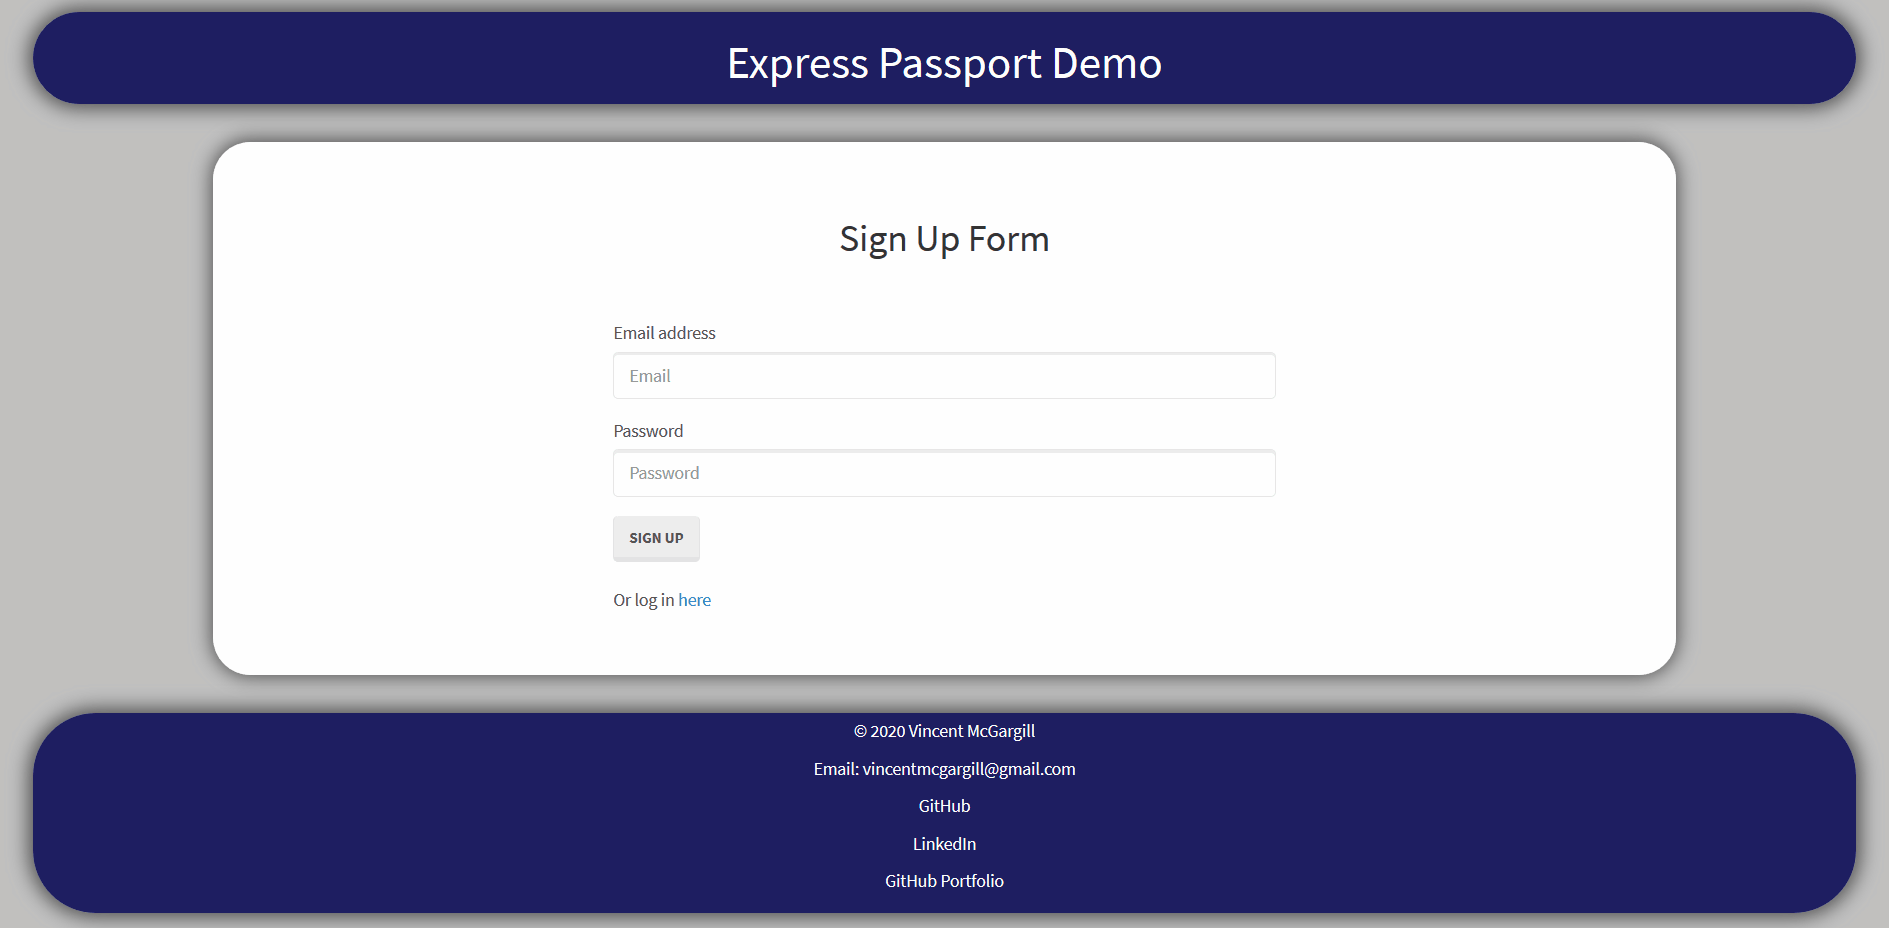 Express Passport Demo
Sign Up Form
Email address
Email
Password
Password
SIGN UP
Or log in here
© 2020 Vincent McGargill
Email: vincentmcgargill@gmail.com
GitHub
LinkedIn
GitHub Portfolio